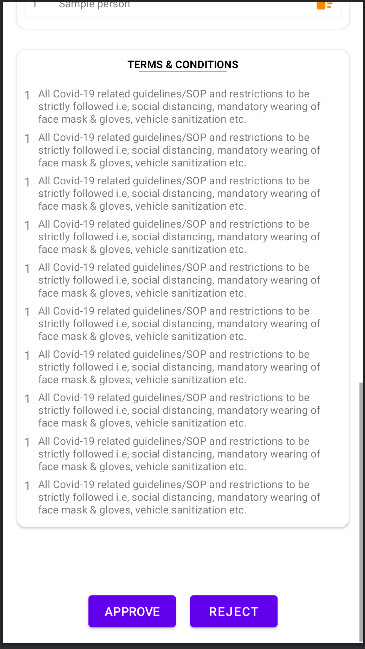 1 Sample person
TERMS & CONDITIONS
1 All Covid-19 related guidelines/SOP and restrictions to be
strictly followed i.e, social distancing, mandatory wearing of
face mask & gloves, vehicle sanitization etc.
1 All Covid-19 related guidelines/SOP and restrictions to be
strictly followed i.e, social distancing, mandatory wearing of
face mask & gloves, vehicle sanitization etc.
1 All Covid-19 related guidelines/SOP and restrictions to be
strictly followed i.e, social distancing, mandatory wearing of
face mask & gloves, vehicle sanitization etc.
1 All Covid-19 related guidelines/SOP and restrictions to be
strictly followed i.e, social distancing, mandatory wearing of
face mask & gloves, vehicle sanitization etc.
1 All Covid-19 related guidelines/SOP and restrictions to be
strictly followed i.e, social distancing, mandatory wearing of
face mask & gloves, vehicle sanitization etc.
1 All Covid-19 related guidelines/SOP and restrictions to be
strictly followed i.e, social distancing, mandatory wearing of
face mask & gloves, vehicle sanitization etc.
1 All Covid-19 related guidelines/SOP and restrictions to be
strictly followed i.e, social distancing, mandatory wearing of
face mask & gloves, vehicle sanitization etc.
1 All Covid-19 related guidelines/SOP and restrictions to be
strictly followed i.e, social distancing, mandatory wearing of
face mask & gloves, vehicle sanitization etc.
1 All Covid-19 related guidelines/SOP and restrictions to be
strictly followed i.e, social distancing, mandatory wearing of
face mask & gloves, vehicle sanitization etc.
1 All Covid-19 related guidelines/SOP and restrictions to be
strictly followed i.e, social distancing, mandatory wearing of
face mask & gloves, vehicle sanitization etc.
APPROVE REJECT